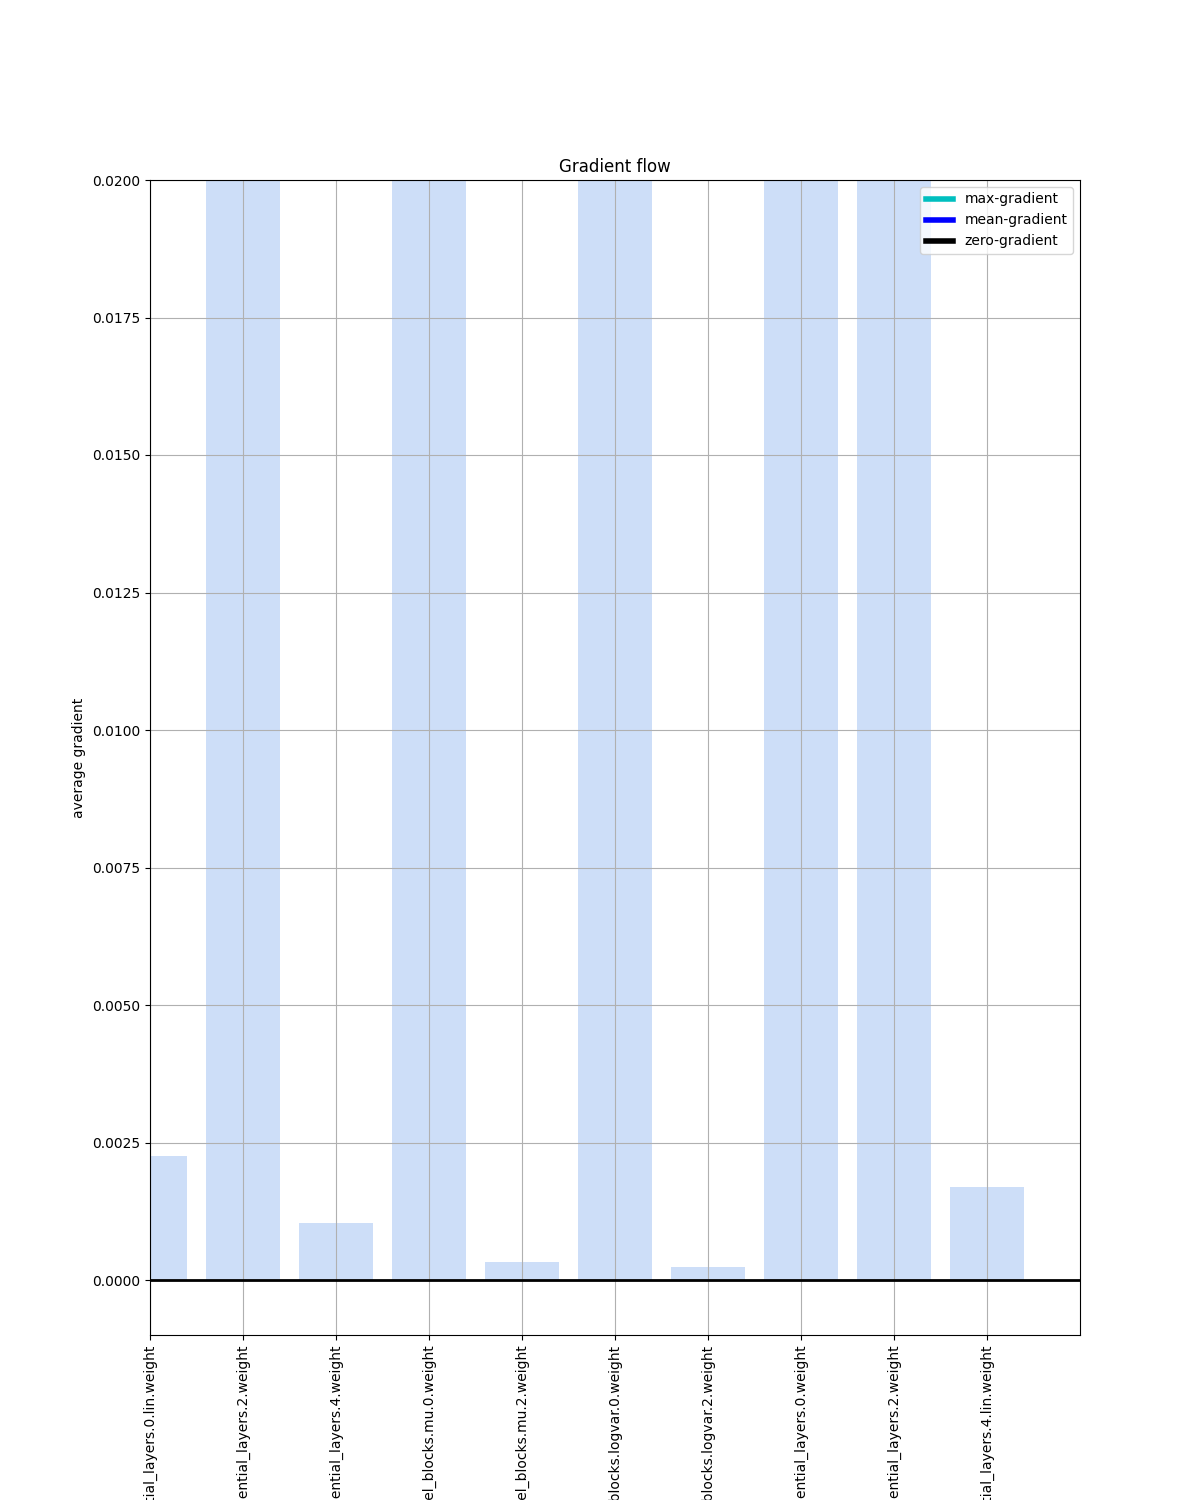 Gradient flow
max-gradient
mean-gradient
zero-gradient
0.0200
0.0175
0.0150
0.0125
0.0100
0.0075
0.0050
0.0025
0.0000
average gradient
tial_layers.0.lin.weight
ential_layers.2.weight
ential_layers.4.weight
el_blocks.mu.0.weight
el_blocks.mu.2.weight
blocks.logvar.0.weight
blocks.logvar.2.weight
ential_layers.0.weight
ential_layers.2.weight
tial_layers.4.lin.weight